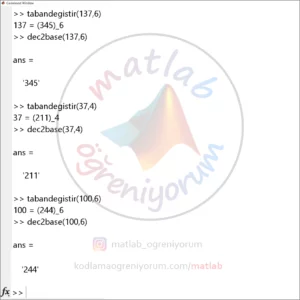 Command Window
>> tabandegistir(137,6)
137 = (345)_6
>> dec2base(137,6)
ans =
'345'
>> tabandegistir(37,4)
37 = (211)_4
>> dec2base(37,4)
ans =
'211'
>> tabandegistir(100,6)
100 = (244)_6
>> dec2base(100,6)
ans =
'244'
fx >>
matlab
öğreniyorum
matlab_ogreniyorum
kodlamaogreniyorum.com/matlab